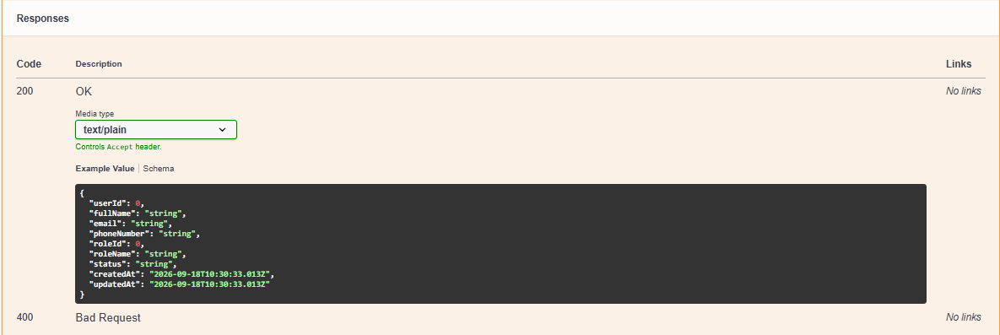 Responses
Code Description Links
200 OK No links
Media type
text/plain
Controls Accept header.
Example Value Schema
{
  "userId": 0,
  "fullName": "string",
  "email": "string",
  "phoneNumber": "string",
  "roleId": 0,
  "roleName": "string",
  "status": "string",
  "createdAt": "2026-09-18T10:30:33.013Z",
  "updatedAt": "2026-09-18T10:30:33.013Z"
}
400 Bad Request No links